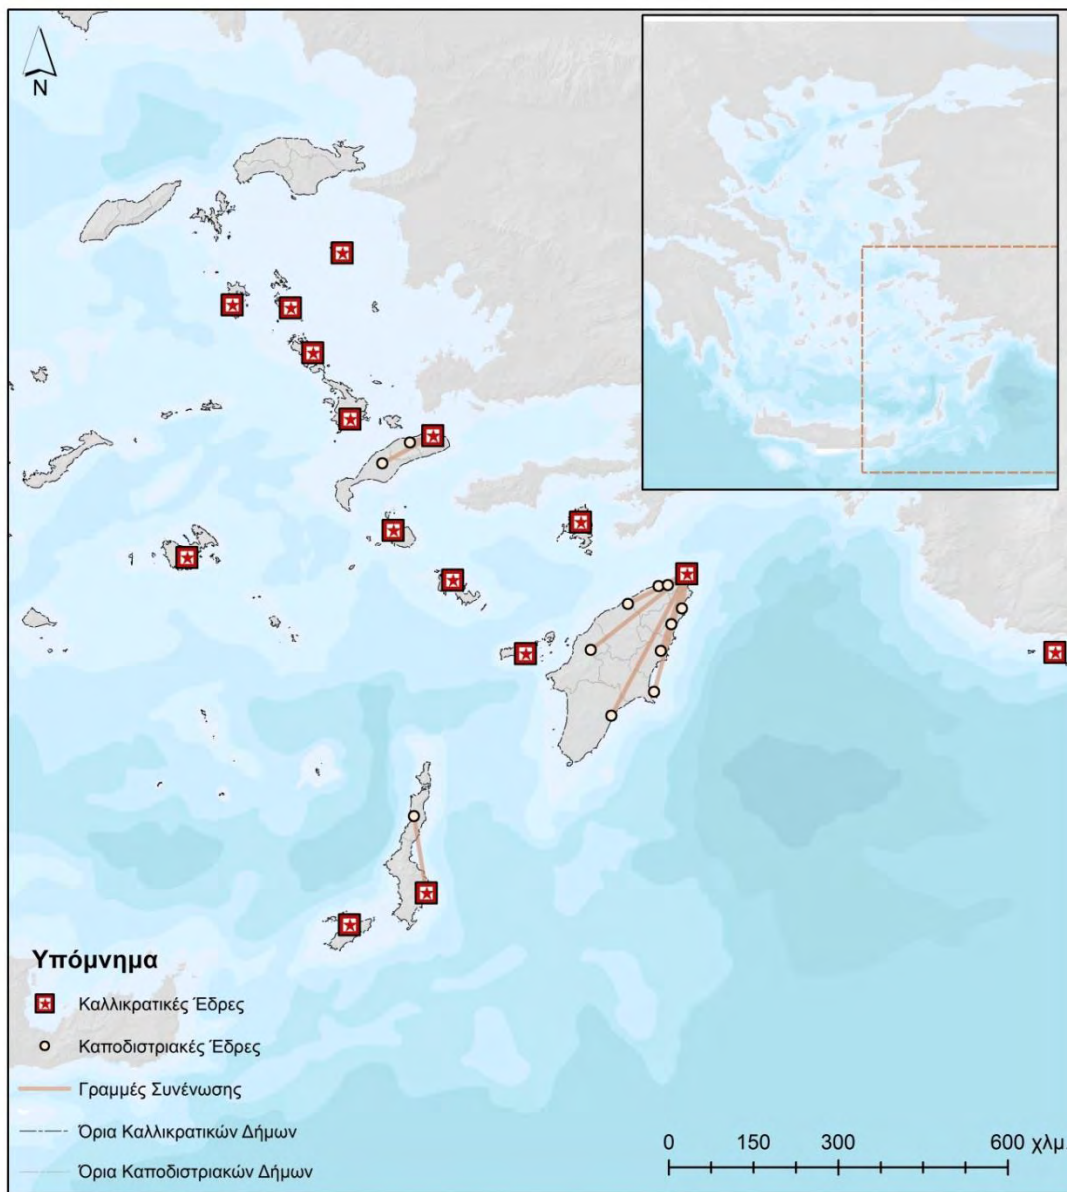 N
Υπόμνημα
Καλλικρατικές Έδρες
Καποδιστριακές Έδρες
Γραμμές Συνένωσης
Όρια Καλλικρατικών Δήμων
Όρια Καποδιστριακών Δήμων
0 150 300 600 χλμ.